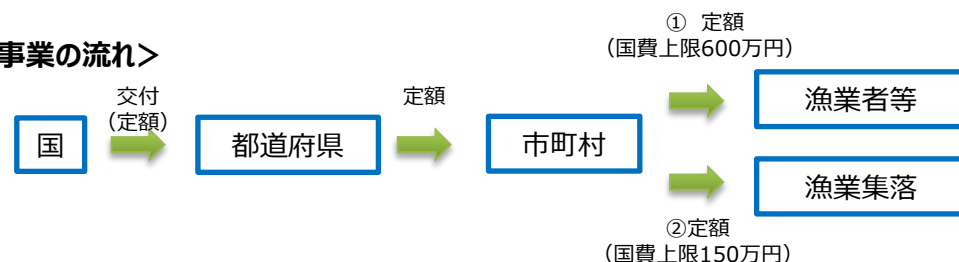 事業の流れ＞
国
交付
（定額）
都道府県
定額
市町村
① 定額
（国費上限600万円）
漁業者等
漁業集落
②定額
（国費上限150万円）